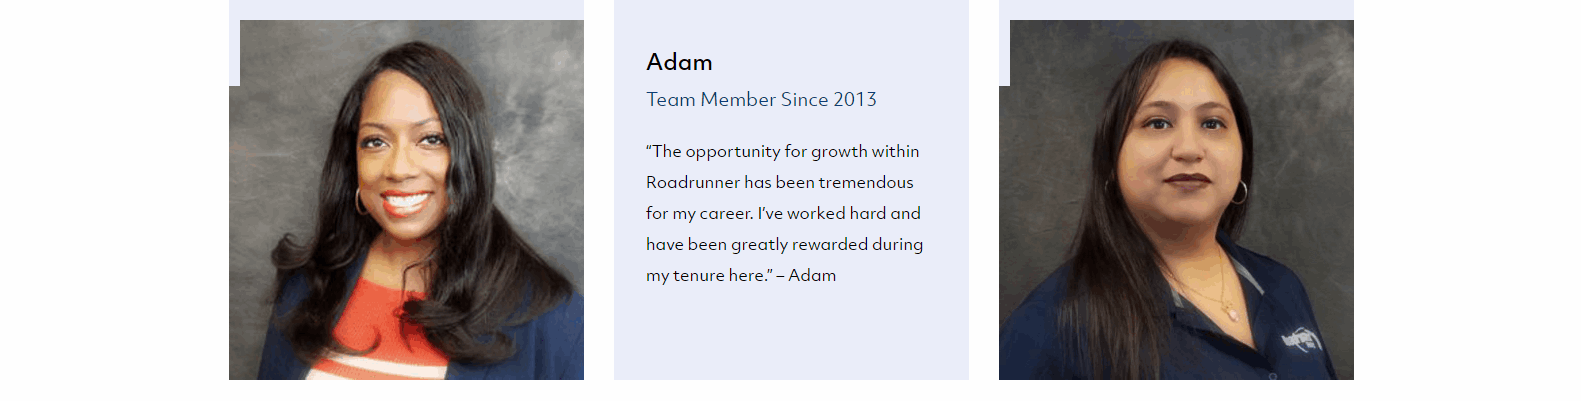 Adam
Team Member Since 2013
“The opportunity for growth within
Roadrunner has been tremendous
for my career. I’ve worked hard and
have been greatly rewarded during
my tenure here.” – Adam